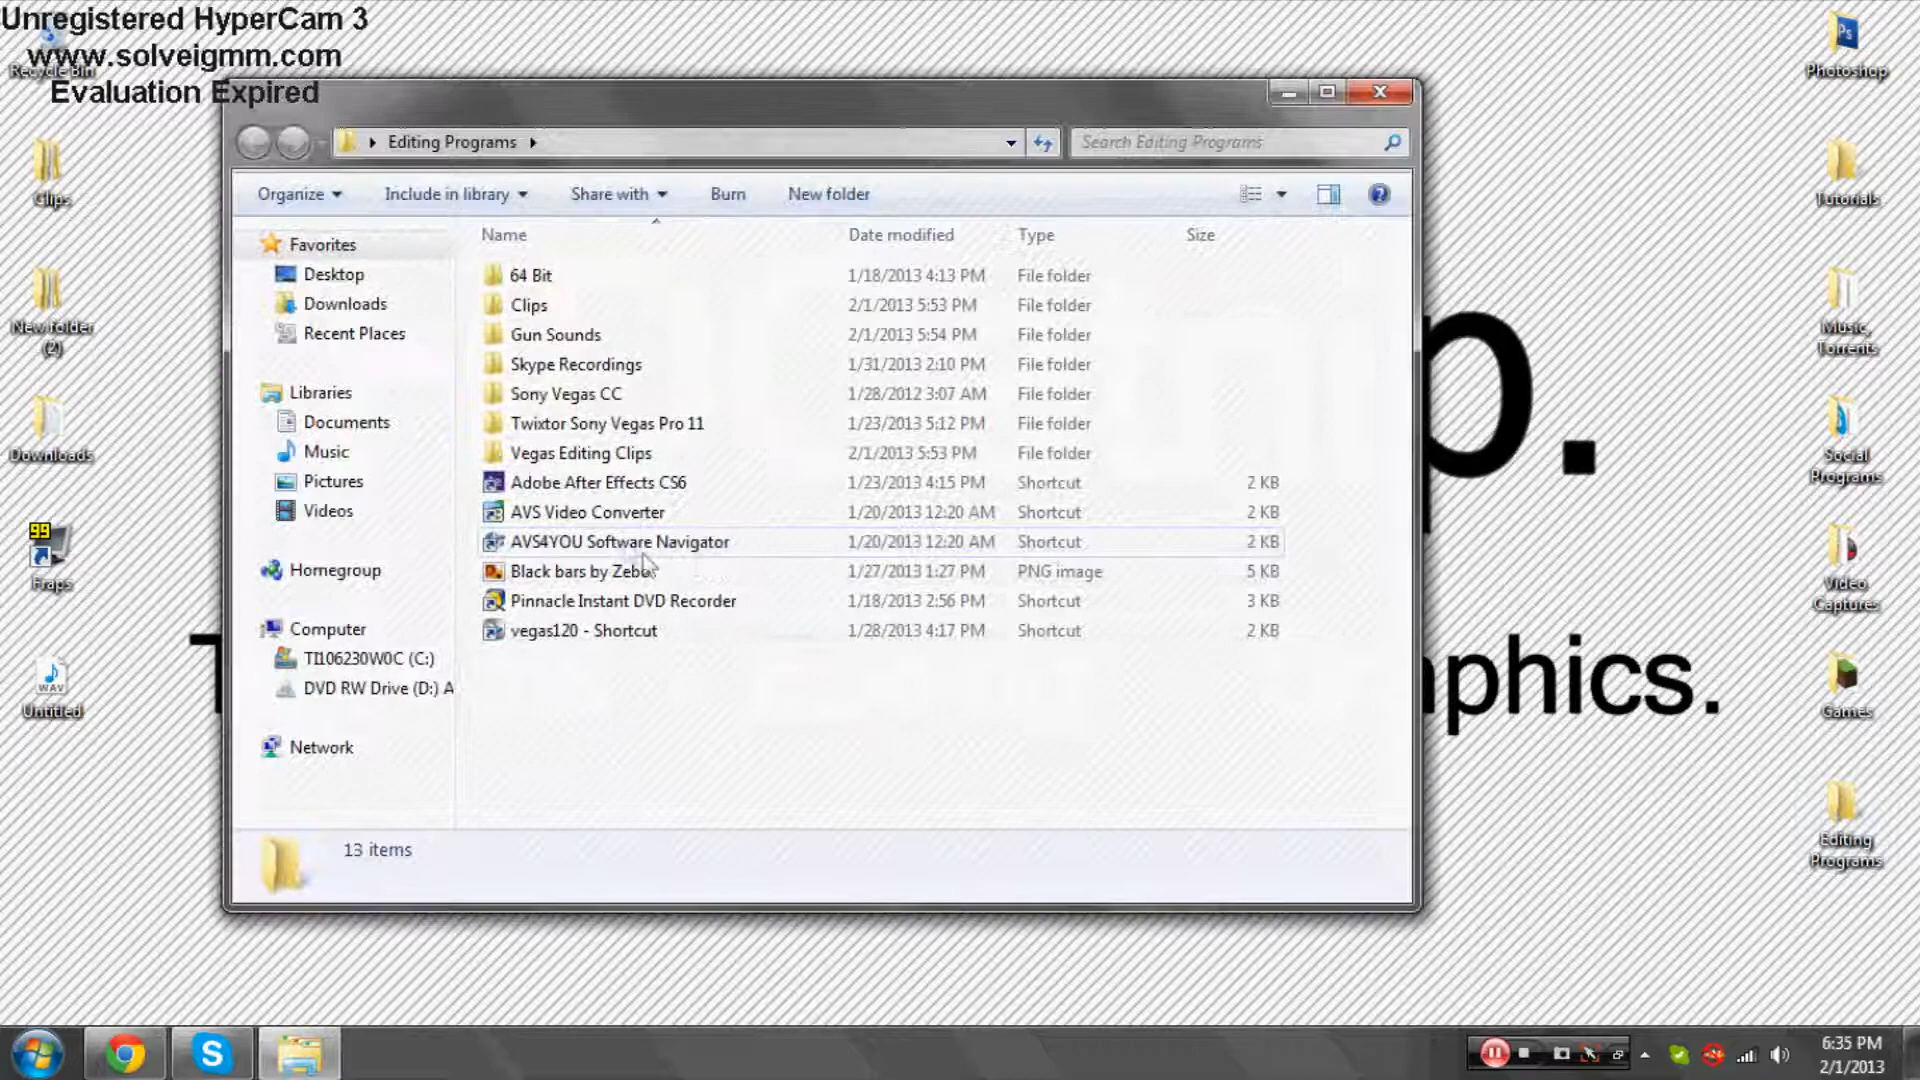 Unregistered HyperCam 3
www.solveigmm.com
Evaluation Expired
Recycle Bin
Clips
New folder
(2)
Downloads
99
Fraps
WAV
Untitled
Editing Programs
Search Editing Programs
Organize
Include in library
Share with
Burn
New folder
Favorites
Desktop
Downloads
Recent Places
Libraries
Documents
Music
Pictures
Videos
Homegroup
Computer
TI106230W0C (C:)
DVD RW Drive (D:) A
Network
Name Date modified Type Size
64 Bit 1/18/2013 4:13 PM File folder
Clips 2/1/2013 5:53 PM File folder
Gun Sounds 2/1/2013 5:54 PM File folder
Skype Recordings 1/31/2013 2:10 PM File folder
Sony Vegas CC 1/28/2012 3:07 AM File folder
Twixtor Sony Vegas Pro 11 1/23/2013 5:12 PM File folder
Vegas Editing Clips 2/1/2013 5:53 PM File folder
Adobe After Effects CS6 1/23/2013 4:15 PM Shortcut 2 KB
AVS Video Converter 1/20/2013 12:20 AM Shortcut 2 KB
AVS4YOU Software Navigator 1/20/2013 12:20 AM Shortcut 2 KB
Black bars by 1/27/2013 1:27 PM PNG image 5 KB
Pinnacle Instant DVD Recorder 1/18/2013 2:56 PM Shortcut 3 KB
vegas120 - Shortcut 1/28/2013 4:17 PM Shortcut 2 KB
13 items
p.
aphics.
Ps
Photoshop
Tutorials
Music,
Torrents
Social
Programs
Video
Captures
Games
Editing
Programs
6:35 PM
2/1/2013